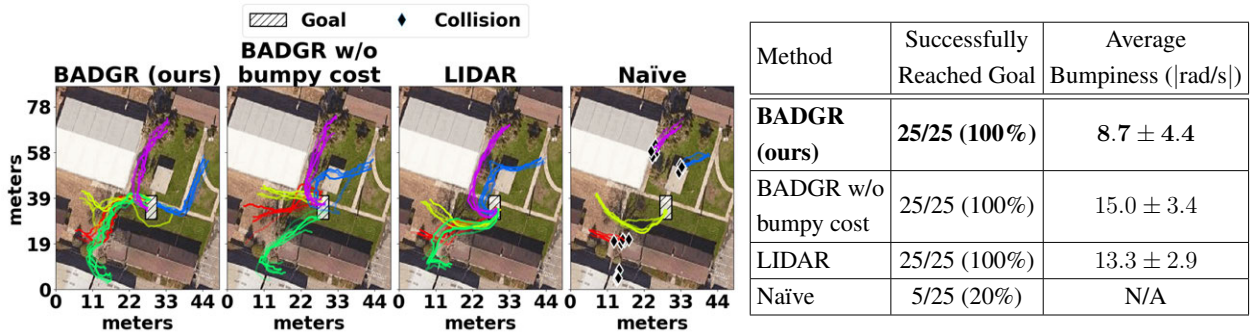 Goal Collision
BADGR (ours)
BADGR w/o
bumpy cost
LIDAR
Naïve
meters
78
58
39
19
0
0 11 22 33 44
meters
0 11 22 33 44
meters
0 11 22 33 44
meters
0 11 22 33 44
meters
Method
Successfully
Reached Goal
Average
Bumpiness (|rad/s|)
BADGR
(ours)
25/25 (100%)
8.7 ± 4.4
BADGR w/o
bumpy cost
25/25 (100%)
15.0 ± 3.4
LIDAR
25/25 (100%)
13.3 ± 2.9
Naïve
5/25 (20%)
N/A